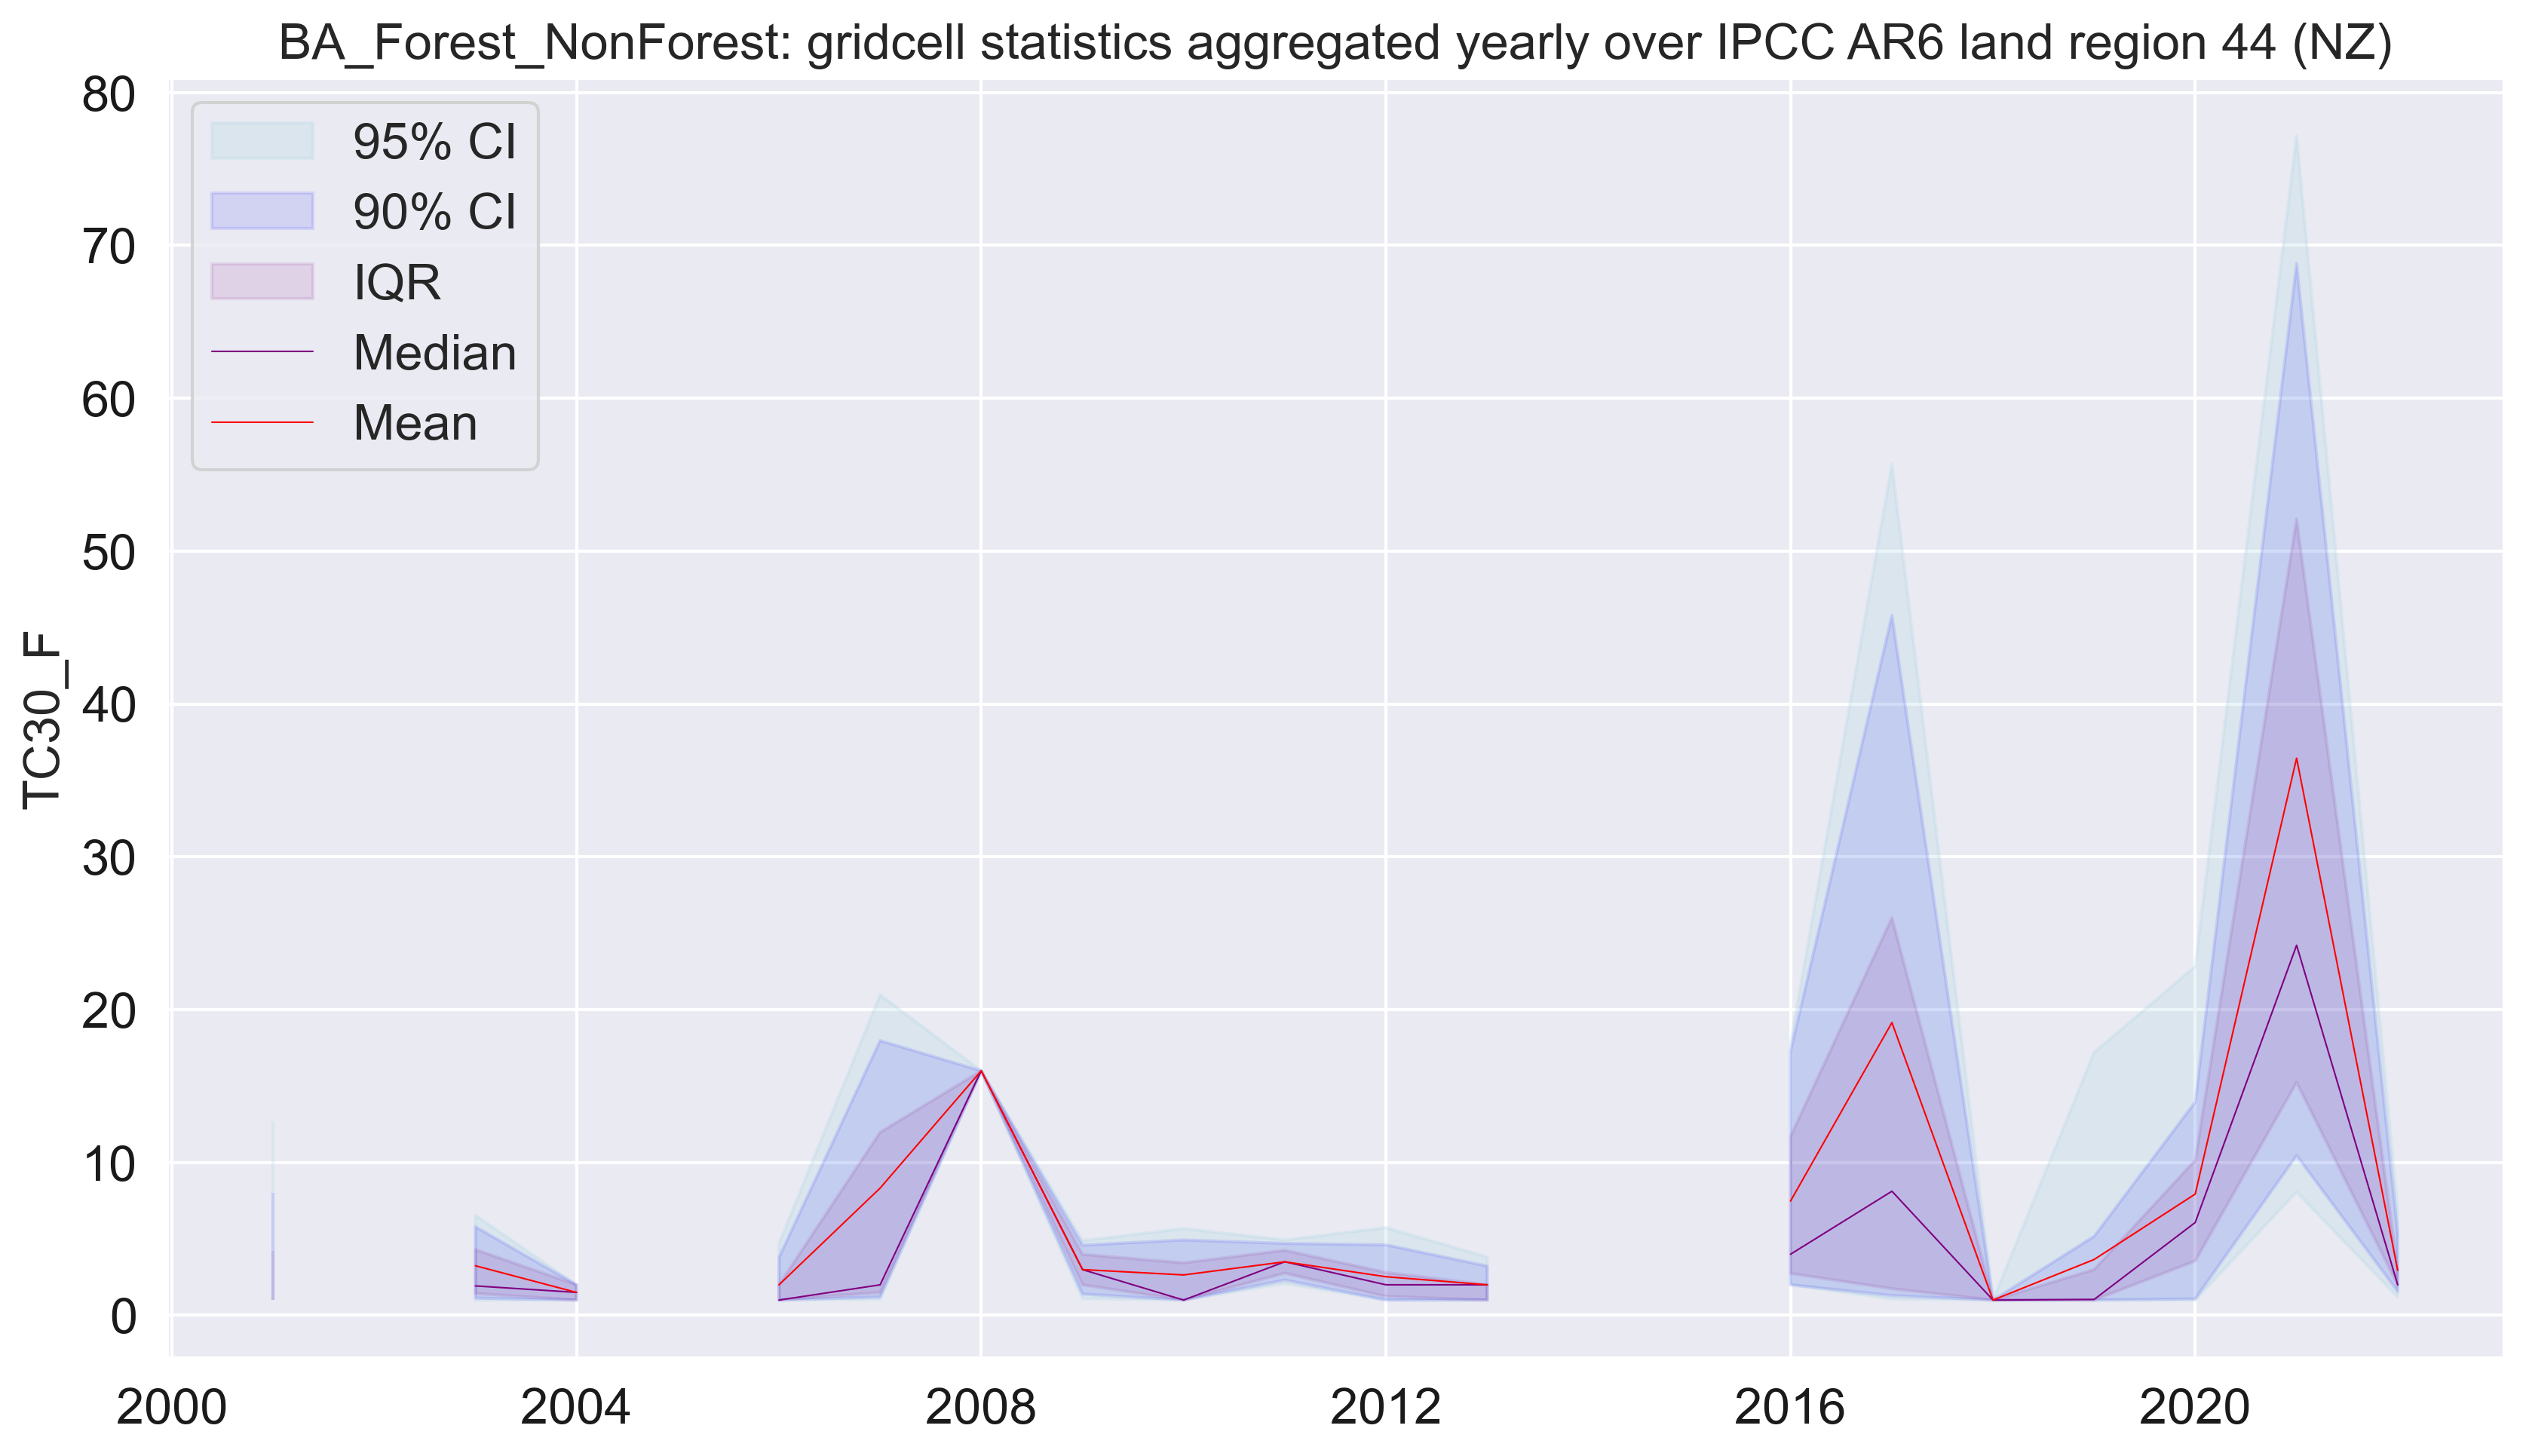 BA_Forest_NonForest: gridcell statistics aggregated yearly over IPCC AR6 land region 44 (NZ)
80
70
60
50
40
30
20
10
0
TC30_F
95% CI
90% CI
IQR
Median
Mean
2000
2004
2008
2012
2016
2020